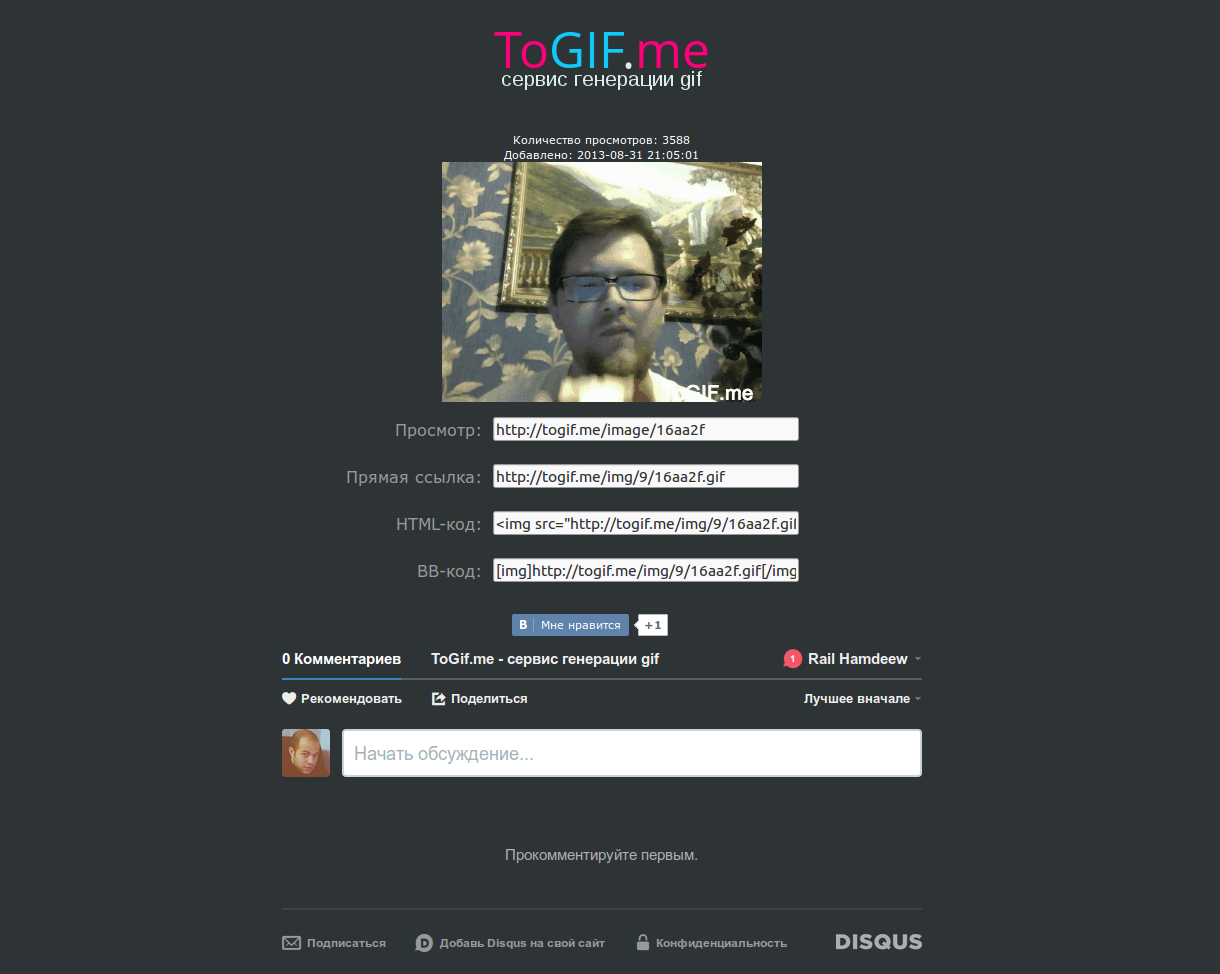 ToGIF.me
сервис генерации gif
Количество просмотров: 3588
Добавлено: 2013-08-31 21:05:01
ToGIF.me
Просмотр: http://togif.me/image/16aa2f
Прямая ссылка: http://togif.me/img/9/16aa2f.gif
HTML-код: <img src="http://togif.me/img/9/16aa2f.gif
BB-код: [img]http://togif.me/img/9/16aa2f.gif[/img
B Мне нравится +1
0 Комментариев ToGif.me - сервис генерации gif 1 Rail Hamdeew
Рекомендовать Поделиться Лучшее вначале
Начать обсуждение...
Прокомментируйте первым.
Подписаться D Добавь Disqus на свой сайт Конфиденциальность DISQUS